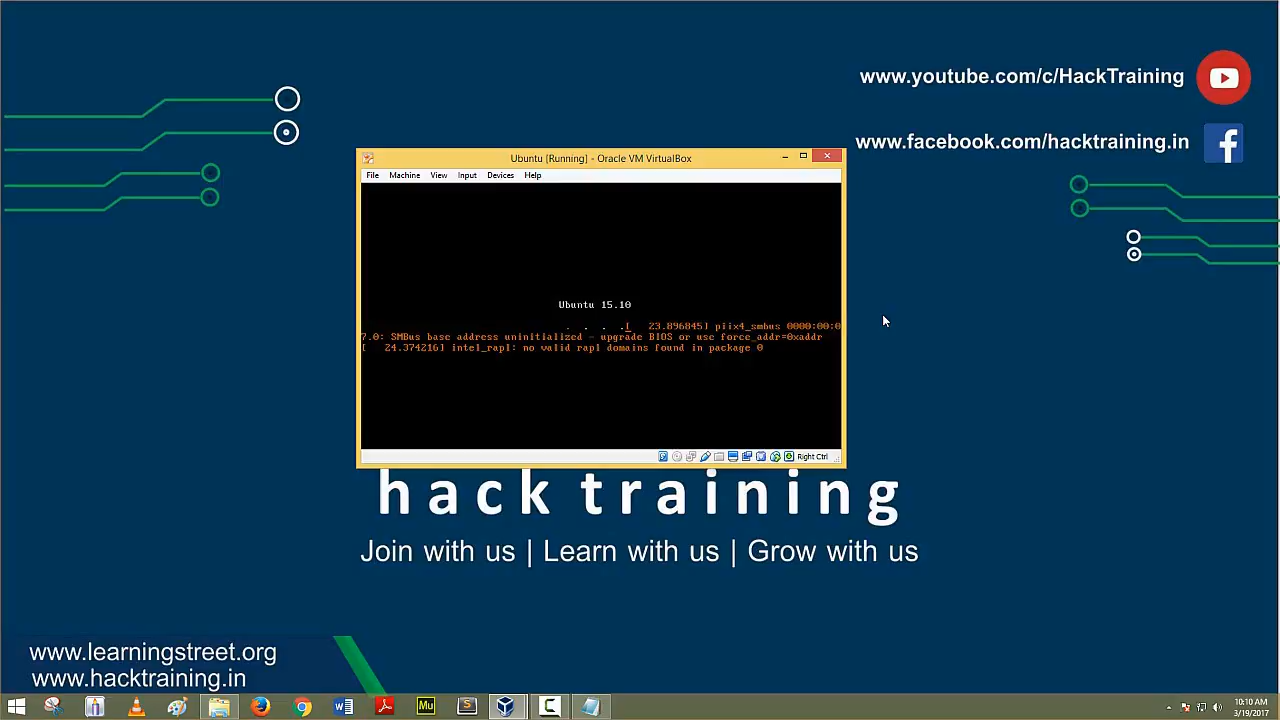 www.youtube.com/c/HackTraining
www.facebook.com/hacktraining.in
Ubuntu [Running] - Oracle VM VirtualBox
File Machine View Input Devices Help
Ubuntu 15.10
. . . .[ 23.896845] piix4_smbus 0000:00:0
7.0: SMBus base address uninitialized - upgrade BIOS or use force_addr=0xaddr
[ 24.374216] intel_rapl: no valid rapl domains found in package 0
Right Ctrl
hack training
Join with us | Learn with us | Grow with us
www.learningstreet.org
www.hacktraining.in
Mu
W
S
C
10:10 AM
3/19/2017